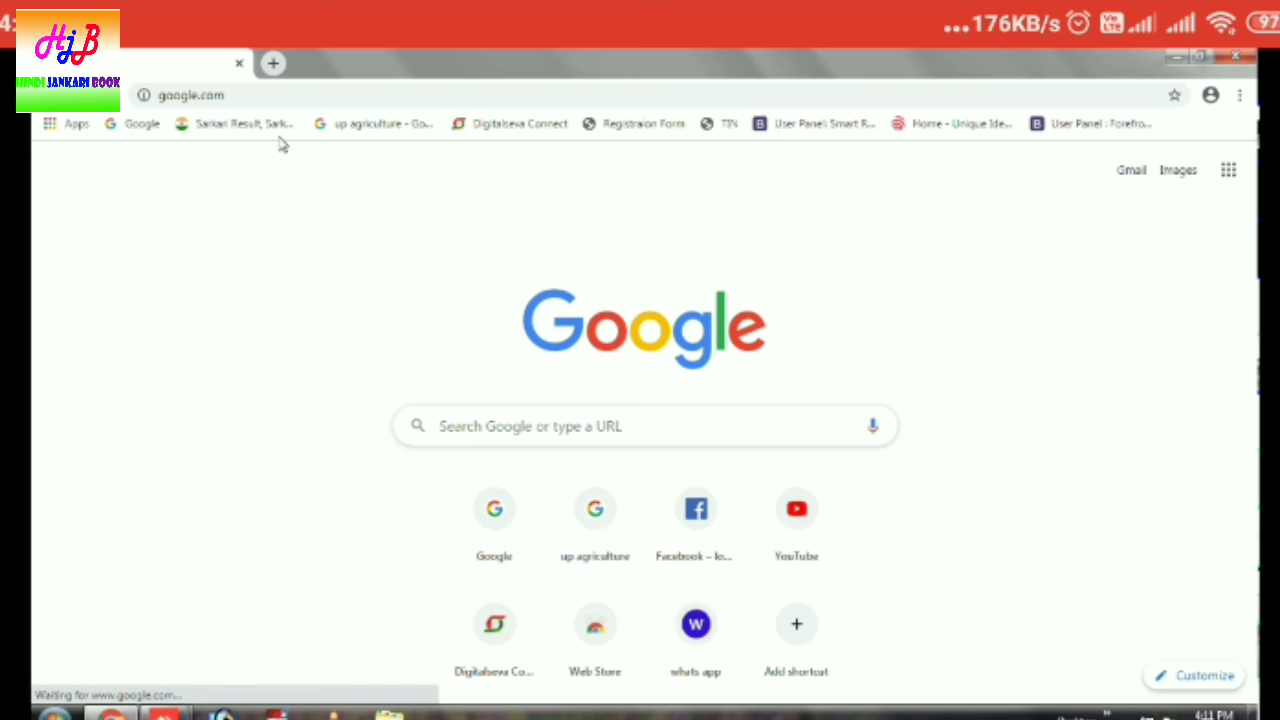 4:
...176KB/s
97
HjB
HINDI JANKARI BOOK
google.com
Apps
Google
Sarkari Result, Sark...
up agriculture - Go...
Digitalseva Connect
Registraion Form
TIN
User Panel: Smart R...
Home - Unique Ide...
User Panel : Forefro...
Gmail
Images
Google
Search Google or type a URL
Google
up agriculture
Facebook – lo...
YouTube
Digitalseva Co...
Web Store
W
whats app
Add shortcut
Customize
Waiting for www.google.com...
4:11 PM